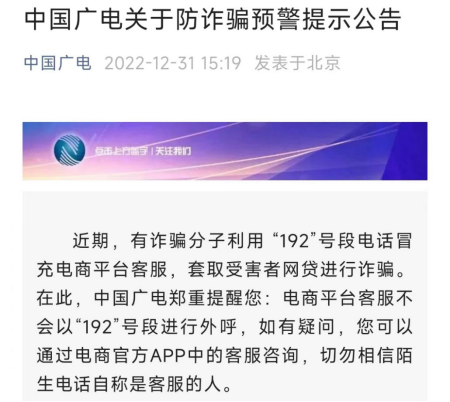 中国广电关于防诈骗预警提示公告
中国广电 2022-12-31 15:19 发表于北京
点击上方蓝字 | 关注我们
近期，有诈骗分子利用“192”号段电话冒
充电商平台客服，套取受害者网贷进行诈骗。
在此，中国广电郑重提醒您：电商平台客服不
会以“192”号段进行外呼，如有疑问，您可以
通过电商官方APP中的客服咨询，切勿相信陌
生电话自称是客服的人。